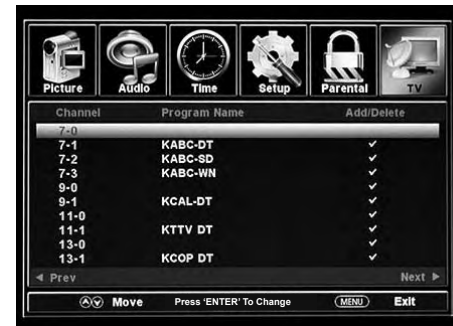 Picture Audio Time Setup Parental TV
Channel Program Name Add/Delete
7-0
7-1 KABC-DT ✓
7-2 KABC-SD ✓
7-3 KABC-WN ✓
9-0 ✓
9-1 KCAL-DT ✓
11-0 ✓
11-1 KTTV DT ✓
13-0 ✓
13-1 KCOP DT ✓
◀ Prev Next ▶
Move Press ‘ENTER’ To Change MENU Exit